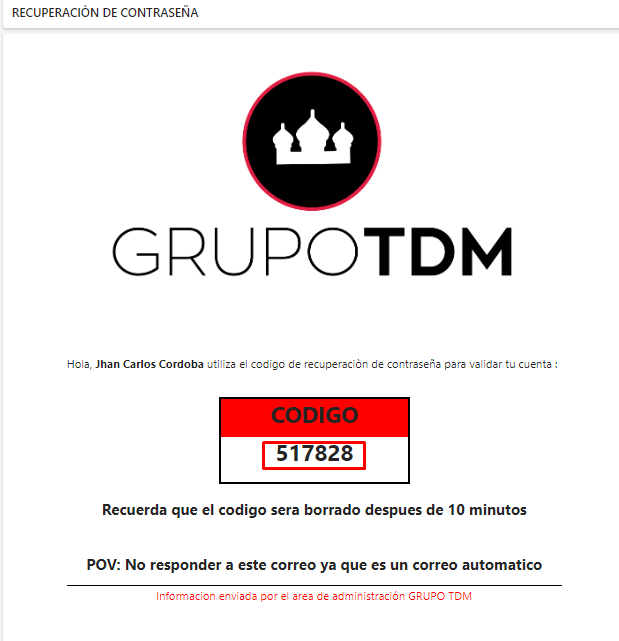 RECUPERACIÒN DE CONTRASEÑA
GRUPOTDM
Hola, Jhan Carlos Cordoba utiliza el codigo de recuperaciòn de contraseña para validar tu cuenta :
CODIGO
517828
Recuerda que el codigo sera borrado despues de 10 minutos
POV: No responder a este correo ya que es un correo automatico
Informacion enviada por el area de administración GRUPO TDM